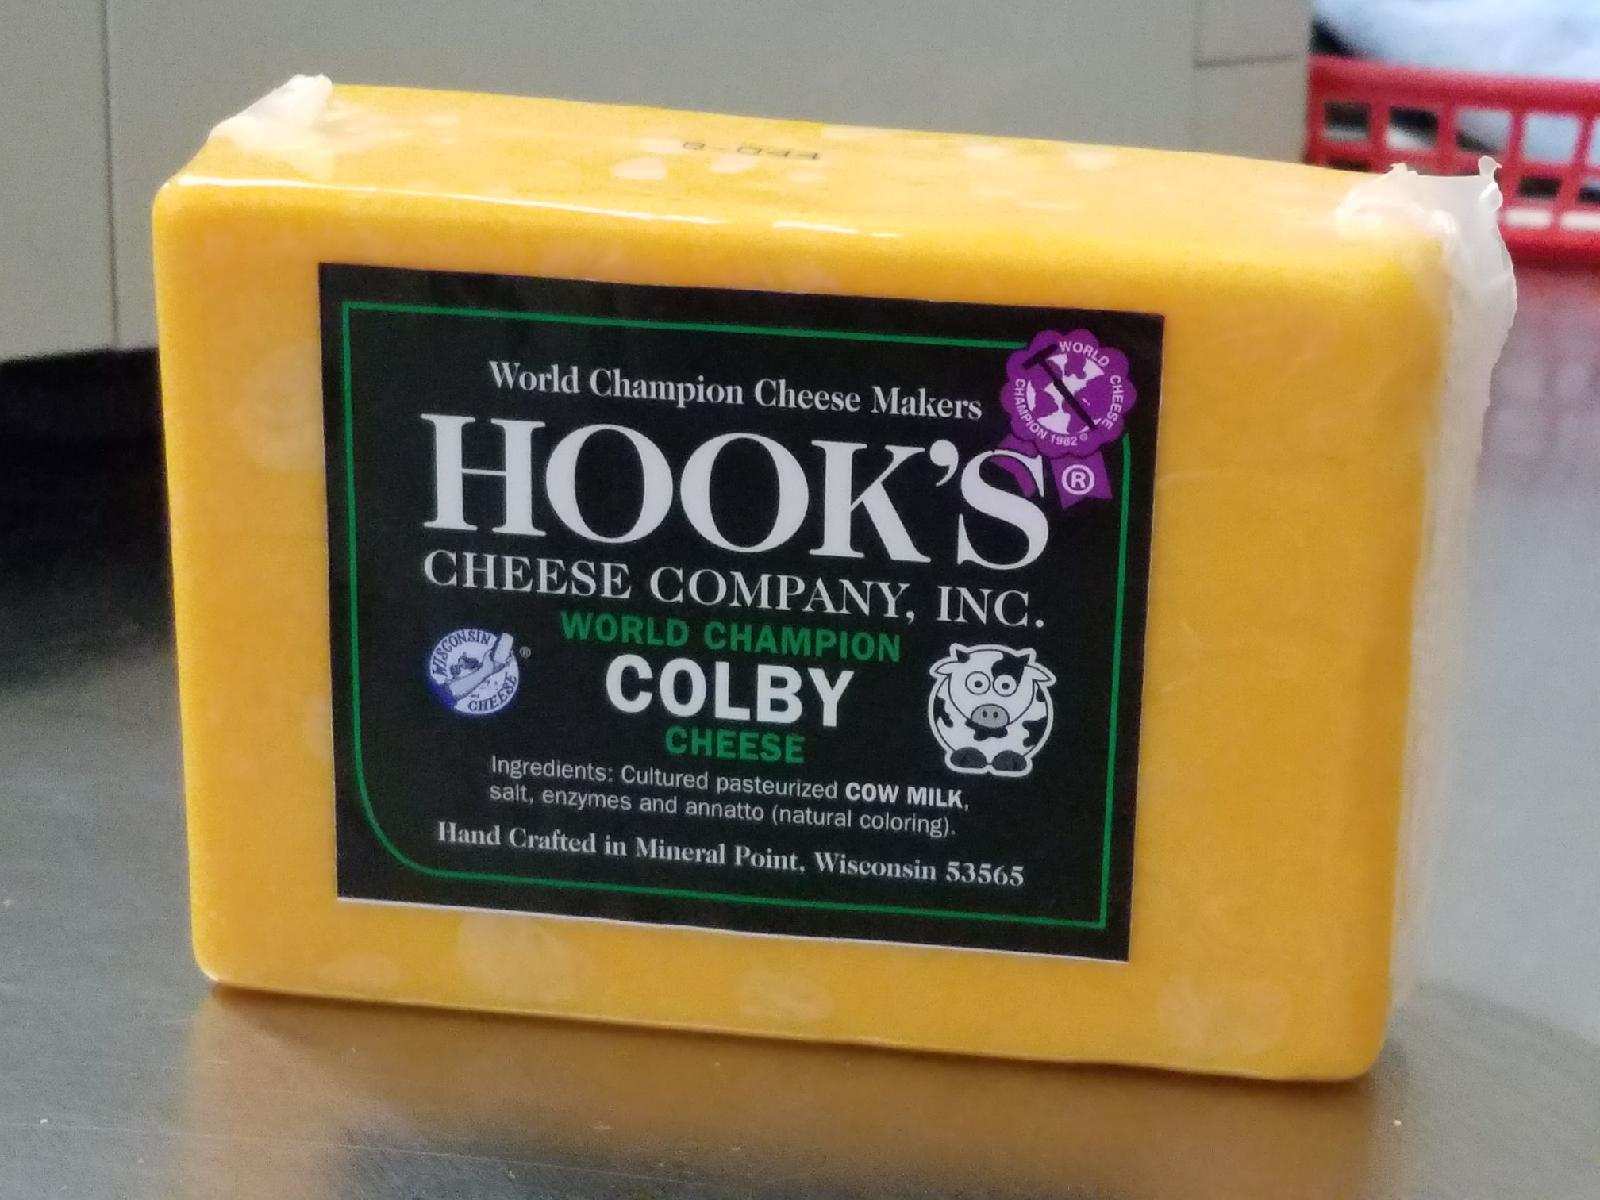 World Champion Cheese Makers
WORLD CHEESE CHAMPION 1982
HOOK'S®
CHEESE COMPANY, INC.
WORLD CHAMPION
COLBY
CHEESE
WISCONSIN CHEESE ®
Ingredients: Cultured pasteurized COW MILK,
salt, enzymes and annatto (natural coloring).
Hand Crafted in Mineral Point, Wisconsin 53565